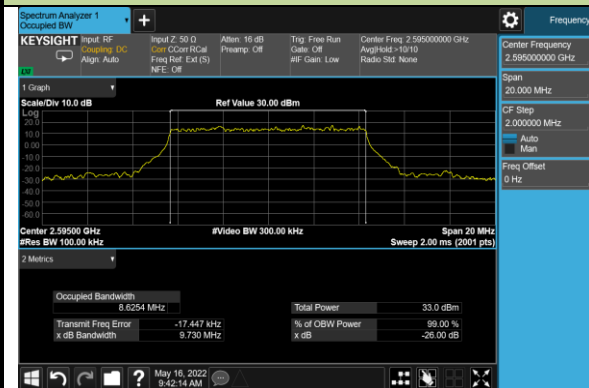 Spectrum Analyzer 1
Occupied BW
Frequency
KEYSIGHT
Input: RF
Coupling: DC
Align: Auto
Input Z: 50 Ω
Corr CCorr RCal
Freq Ref: Ext (S)
NFE: Off
Atten: 16 dB
Preamp: Off
Trig: Free Run
Gate: Off
#IF Gain: Low
Center Freq: 2.595000000 GHz
Avg|Hold:>10/10
Radio Std: None
Center Frequency
2.595000000 GHz
Span
20.000 MHz
CF Step
2.000000 MHz
Auto
Man
Freq Offset
0 Hz
1 Graph
Scale/Div 10.0 dB
Ref Value 30.00 dBm
Log
20.0
10.0
0.00
-10.0
-20.0
-30.0
-40.0
-50.0
-60.0
Center 2.59500 GHz
#Video BW 300.00 kHz
Span 20 MHz
#Res BW 100.00 kHz
Sweep 2.00 ms (2001 pts)
2 Metrics
Occupied Bandwidth
8.6254 MHz
Total Power 33.0 dBm
Transmit Freq Error -17.447 kHz
% of OBW Power 99.00 %
x dB Bandwidth 9.730 MHz
x dB -26.00 dB
May 16, 2022
9:42:14 AM